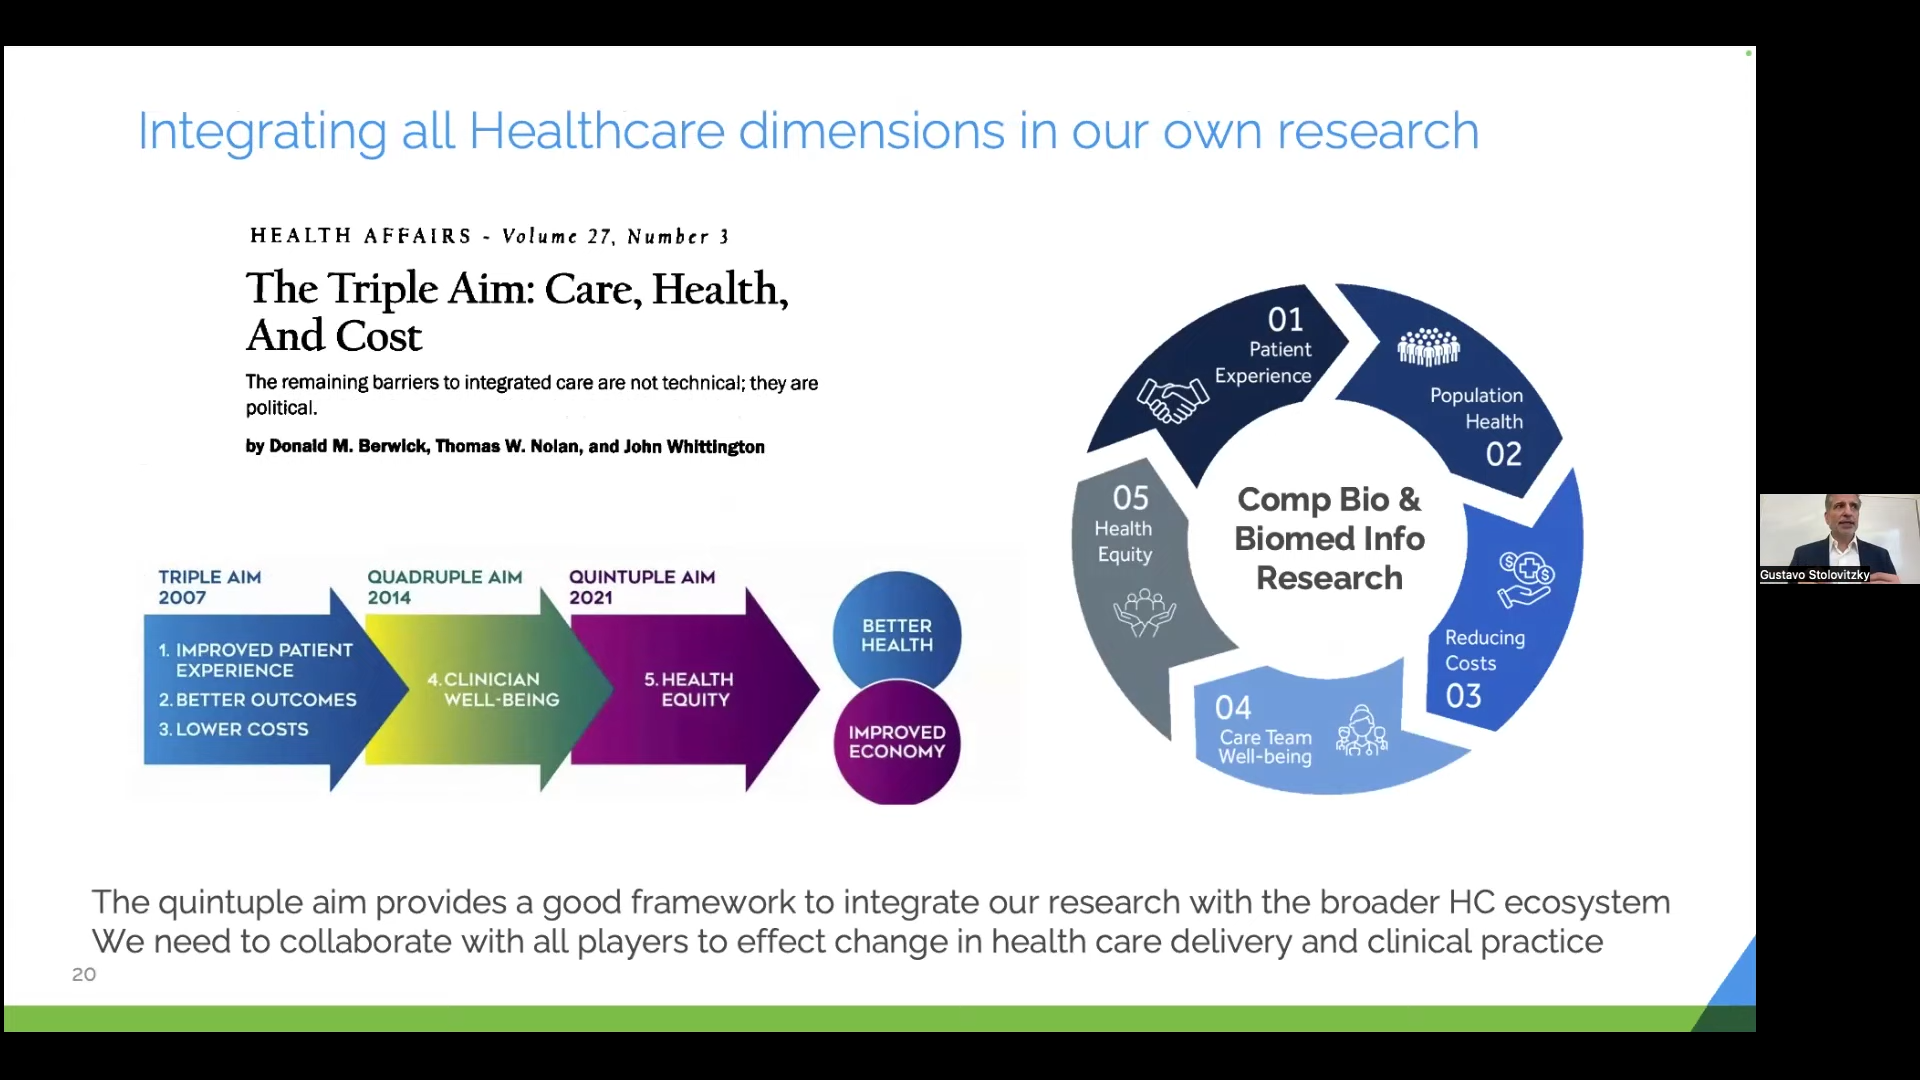 Integrating all Healthcare dimensions in our own research
HEALTH AFFAIRS - Volume 27, Number 3
The Triple Aim: Care, Health,
And Cost
The remaining barriers to integrated care are not technical; they are
political.
by Donald M. Berwick, Thomas W. Nolan, and John Whittington
TRIPLE AIM
2007
1. IMPROVED PATIENT
EXPERIENCE
2. BETTER OUTCOMES
3. LOWER COSTS
QUADRUPLE AIM
2014
4. CLINICIAN
WELL-BEING
QUINTUPLE AIM
2021
5. HEALTH
EQUITY
BETTER
HEALTH
IMPROVED
ECONOMY
01
Patient
Experience
Population
Health
02
Reducing
Costs
03
04
Care Team
Well-being
05
Health
Equity
Comp Bio &
Biomed Info
Research
The quintuple aim provides a good framework to integrate our research with the broader HC ecosystem
We need to collaborate with all players to effect change in health care delivery and clinical practice
20
Gustavo Stolovitzky